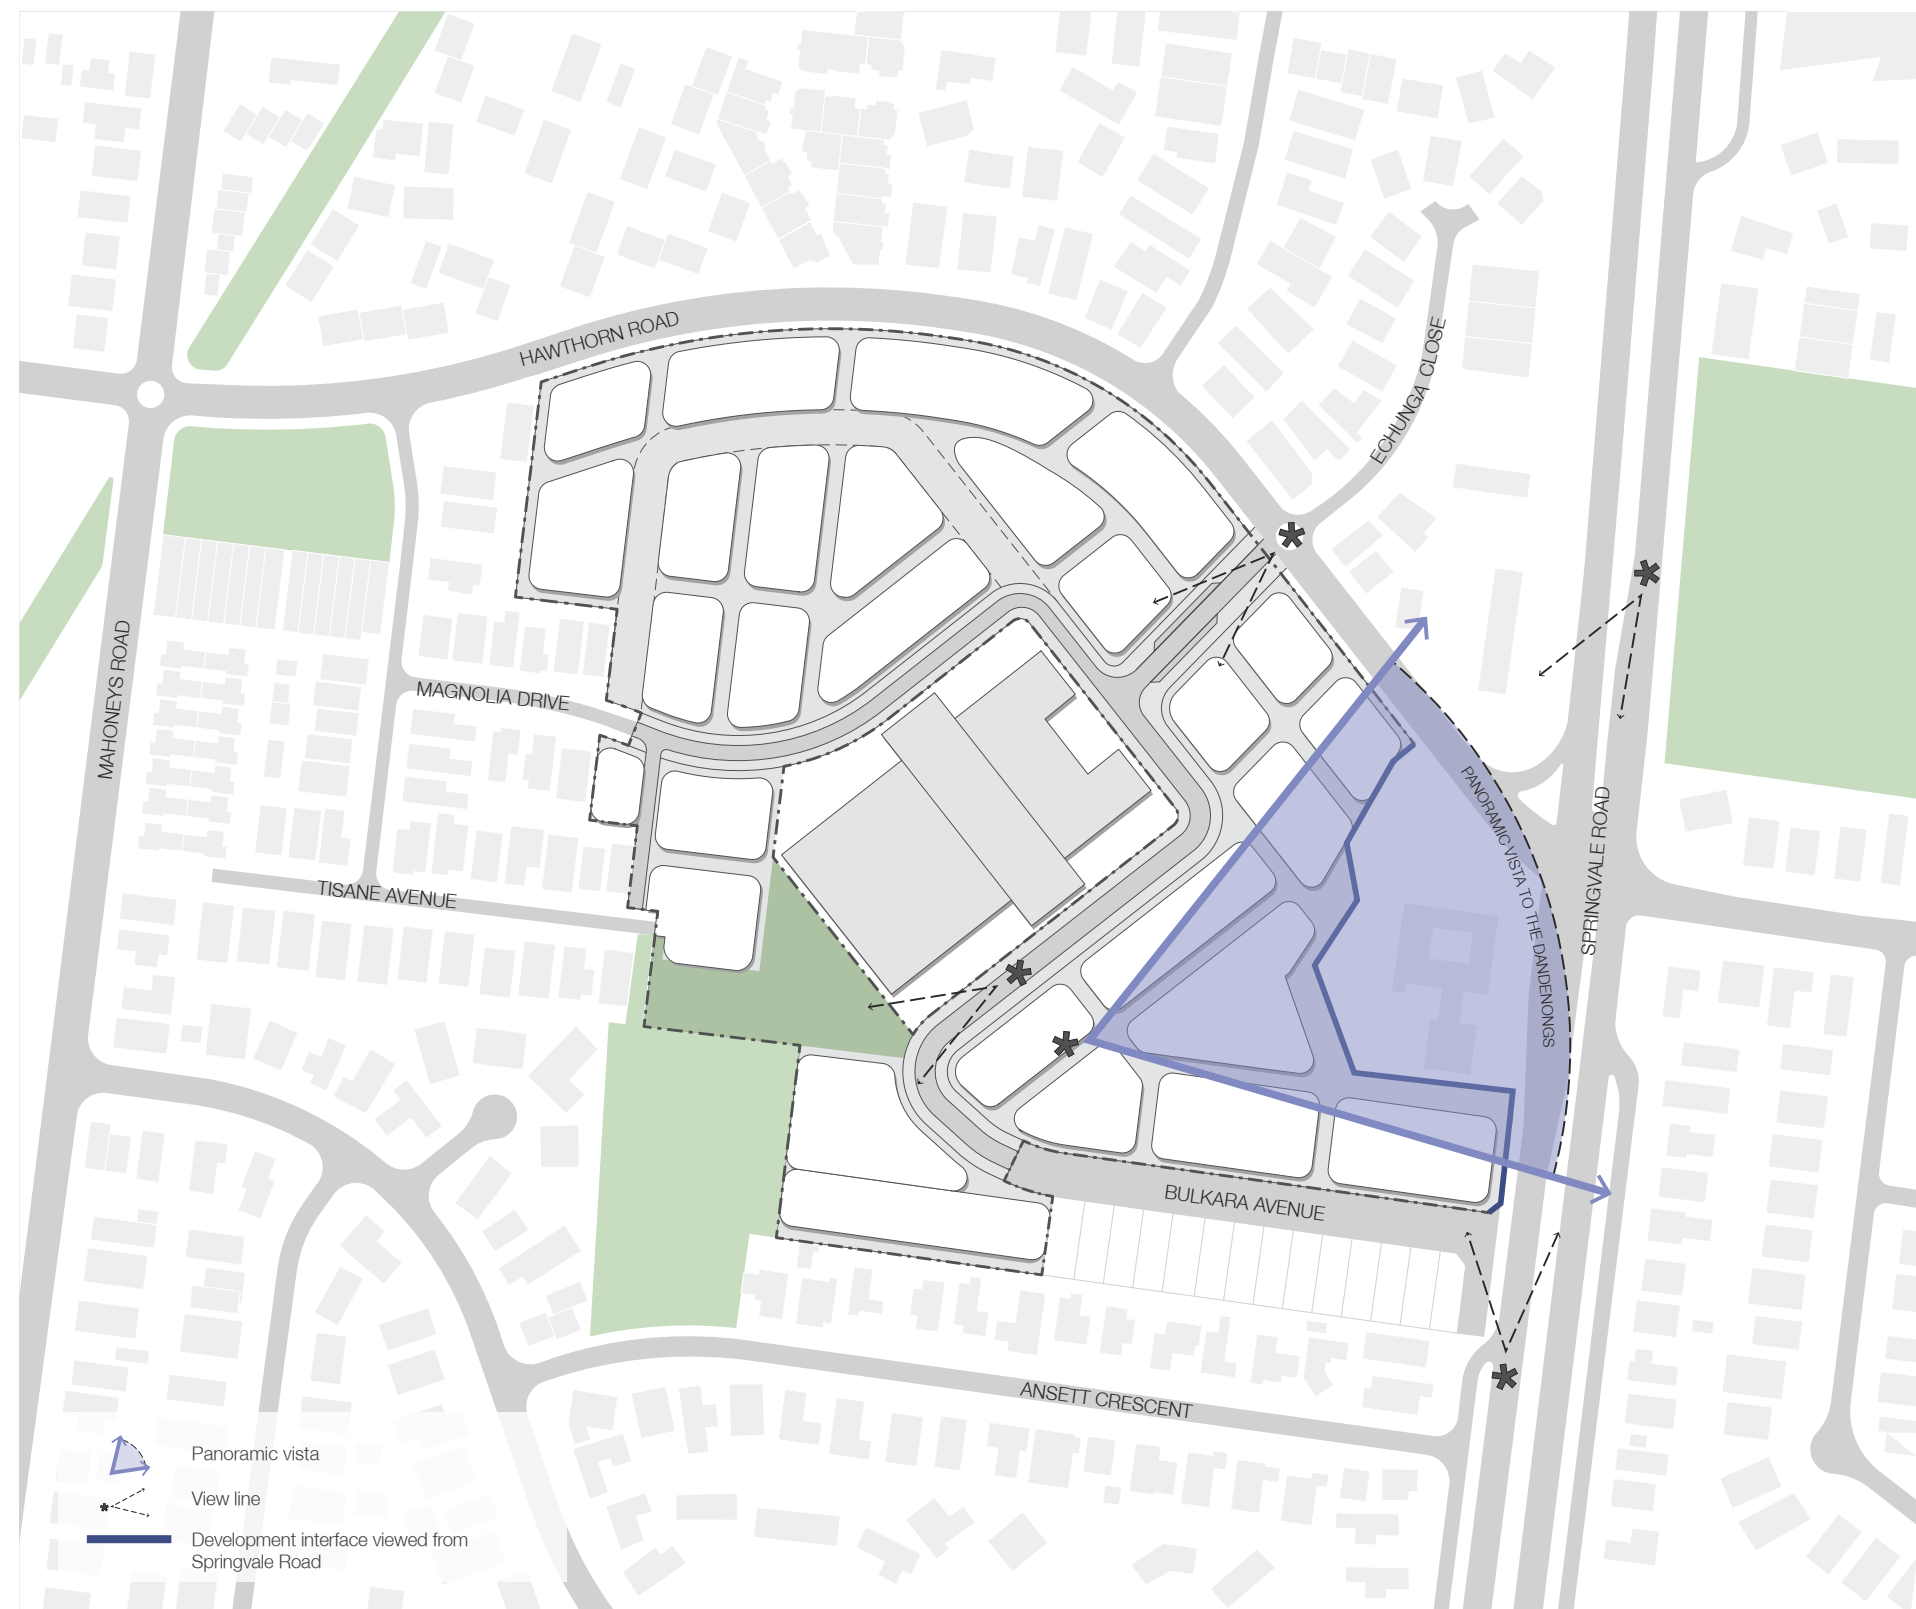 HAWTHORN ROAD
ECHUNGA CLOSE
MAHONEYS ROAD
MAGNOLIA DRIVE
TISANE AVENUE
PANORAMIC VISTA TO THE DANDENONGS
SPRINGVALE ROAD
BULKARA AVENUE
ANSETT CRESCENT
Panoramic vista
View line
Development interface viewed from
Springvale Road